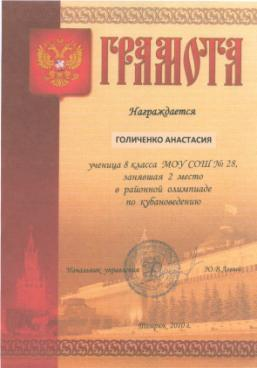 ГРАМОТА
Награждается
ГОЛИЧЕНКО АНАСТАСИЯ
ученица 8 класса МОУ СОШ № 28,
занявшая 2 место
в районной олимпиаде
по кубановедению
Начальник управления
Ю.В.
2010 г.